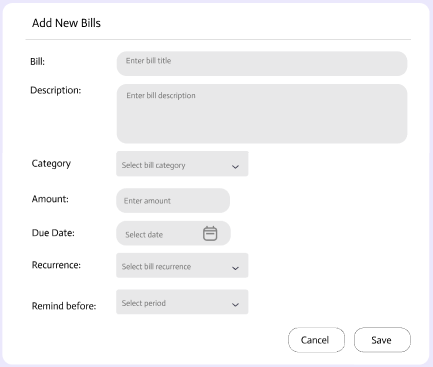 Add New Bills
Bill: Enter bill title
Description: Enter bill description
Category Select bill category
Amount: Enter amount
Due Date: Select date
Recurrence: Select bill recurrence
Remind before: Select period
Cancel Save